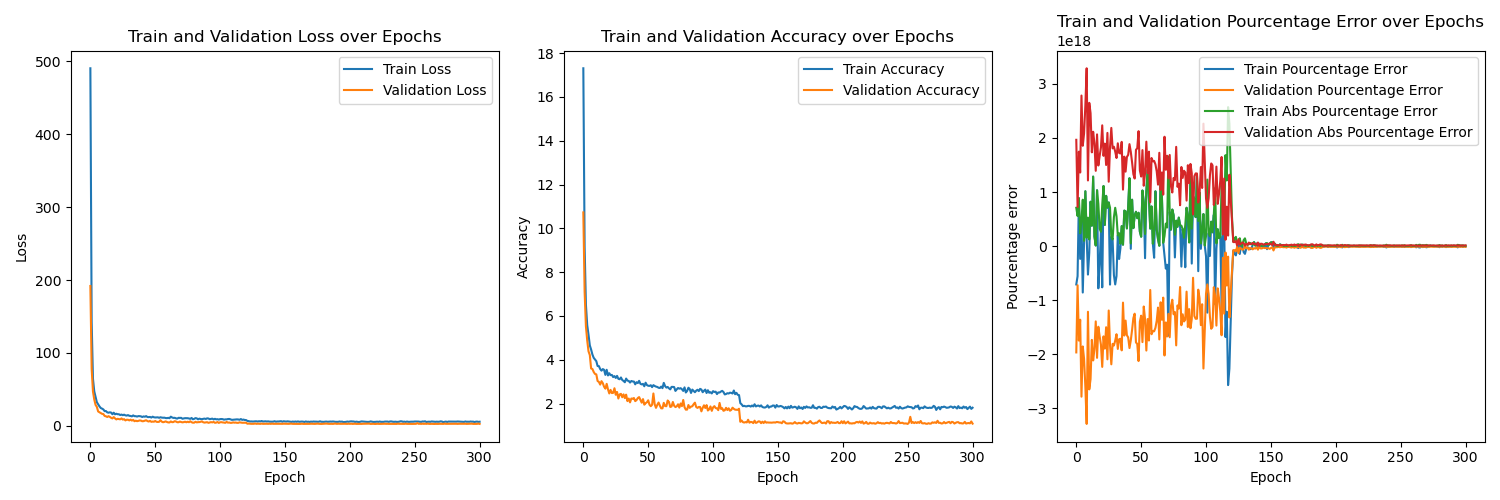 Train and Validation Loss over Epochs
Loss
500
400
300
200
100
0
Train Loss
Validation Loss
0 50 100 150 200 250 300
Epoch
Train and Validation Accuracy over Epochs
Accuracy
18
16
14
12
10
8
6
4
2
Train Accuracy
Validation Accuracy
0 50 100 150 200 250 300
Epoch
Train and Validation Pourcentage Error over Epochs
1e18
Pourcentage error
3
2
1
0
−1
−2
−3
Train Pourcentage Error
Validation Pourcentage Error
Train Abs Pourcentage Error
Validation Abs Pourcentage Error
0 50 100 150 200 250 300
Epoch